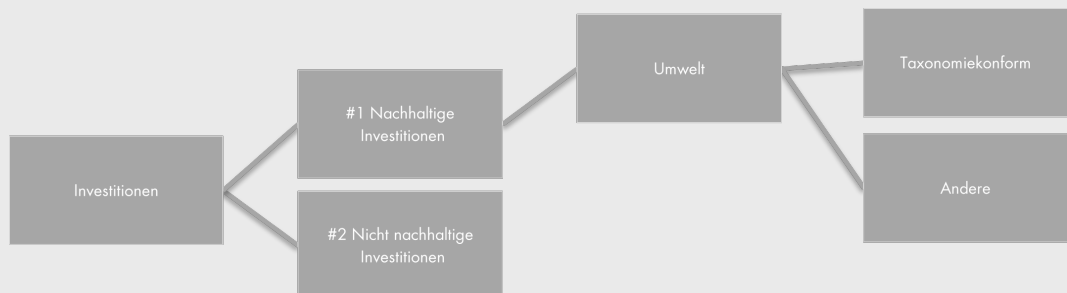 Investitionen
#1 Nachhaltige
Investitionen
#2 Nicht nachhaltige
Investitionen
Umwelt
Taxonomiekonform
Andere